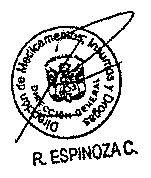 Dirección de Medicamentos, Insumos y Drogas
DIRECCIÓN GENERAL
R. ESPINOZA C.